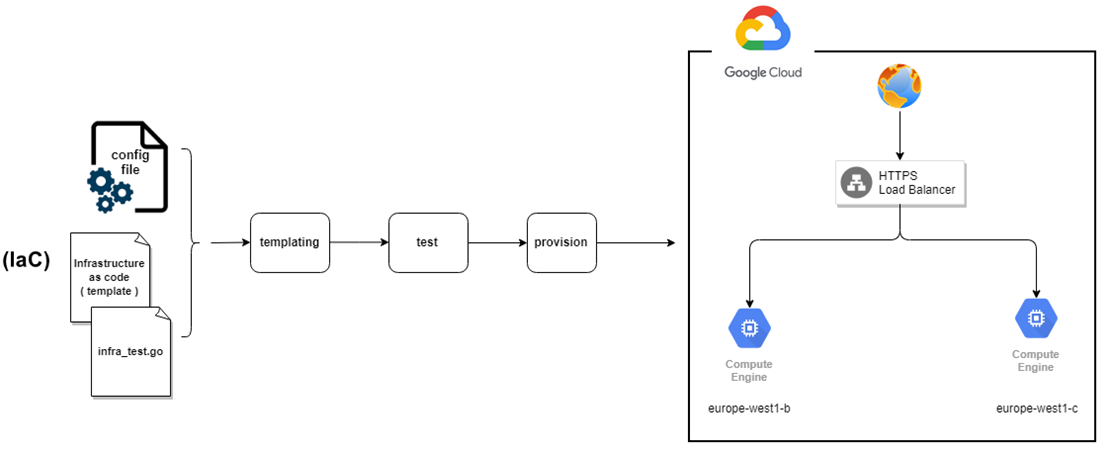 (IaC)
config
file
Infrastructure
as code
( template )
infra_test.go
templating
test
provision
Google Cloud
HTTPS
Load Balancer
Compute
Engine
europe-west1-b
Compute
Engine
europe-west1-c